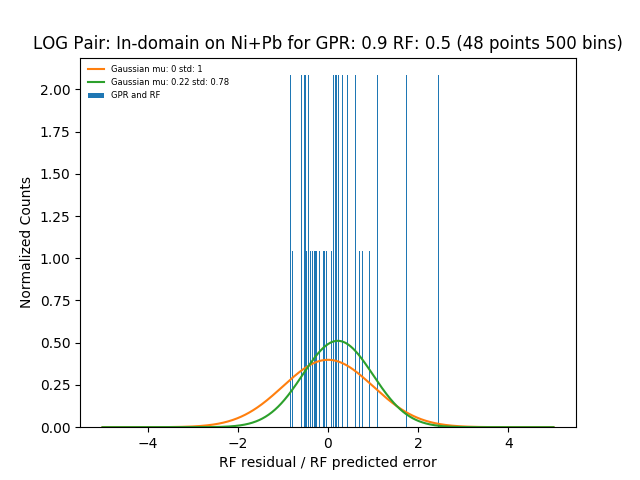 LOG Pair: In-domain on Ni+Pb for GPR: 0.9 RF: 0.5 (48 points 500 bins)
Gaussian mu: 0 std: 1
Gaussian mu: 0.22 std: 0.78
GPR and RF
Normalized Counts
2.00
1.75
1.50
1.25
1.00
0.75
0.50
0.25
0.00
−4
−2
0
2
4
RF residual / RF predicted error